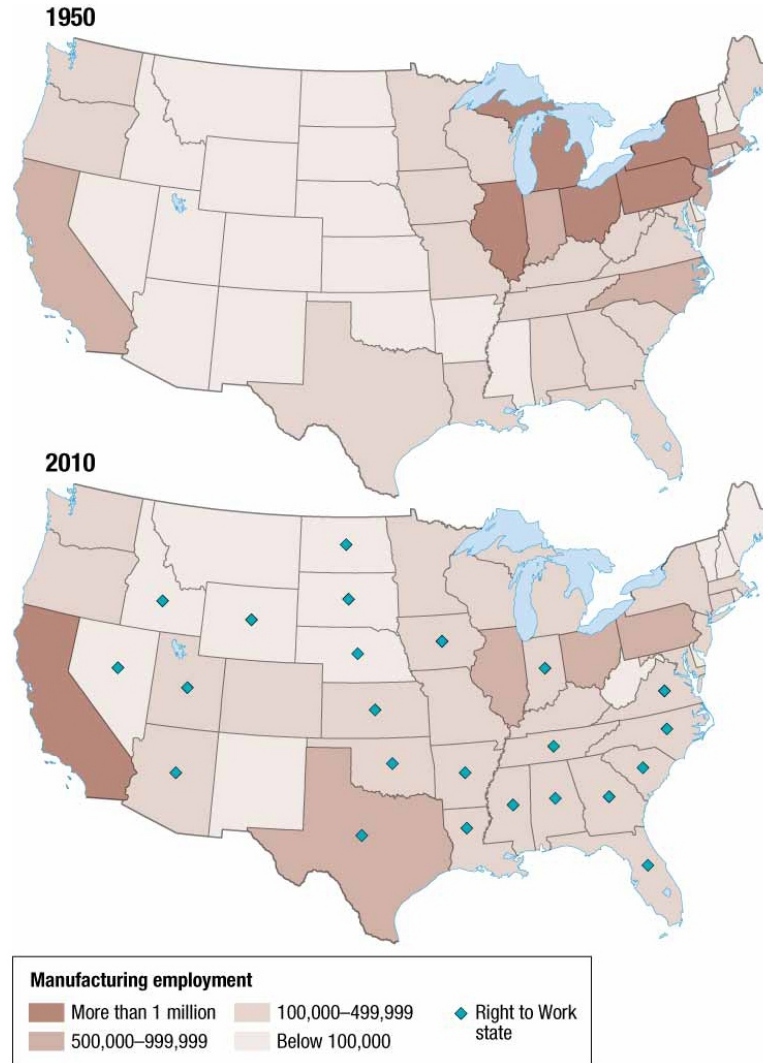 1950
2010
Manufacturing employment
More than 1 million
500,000–999,999
100,000–499,999
Below 100,000
Right to Work
state